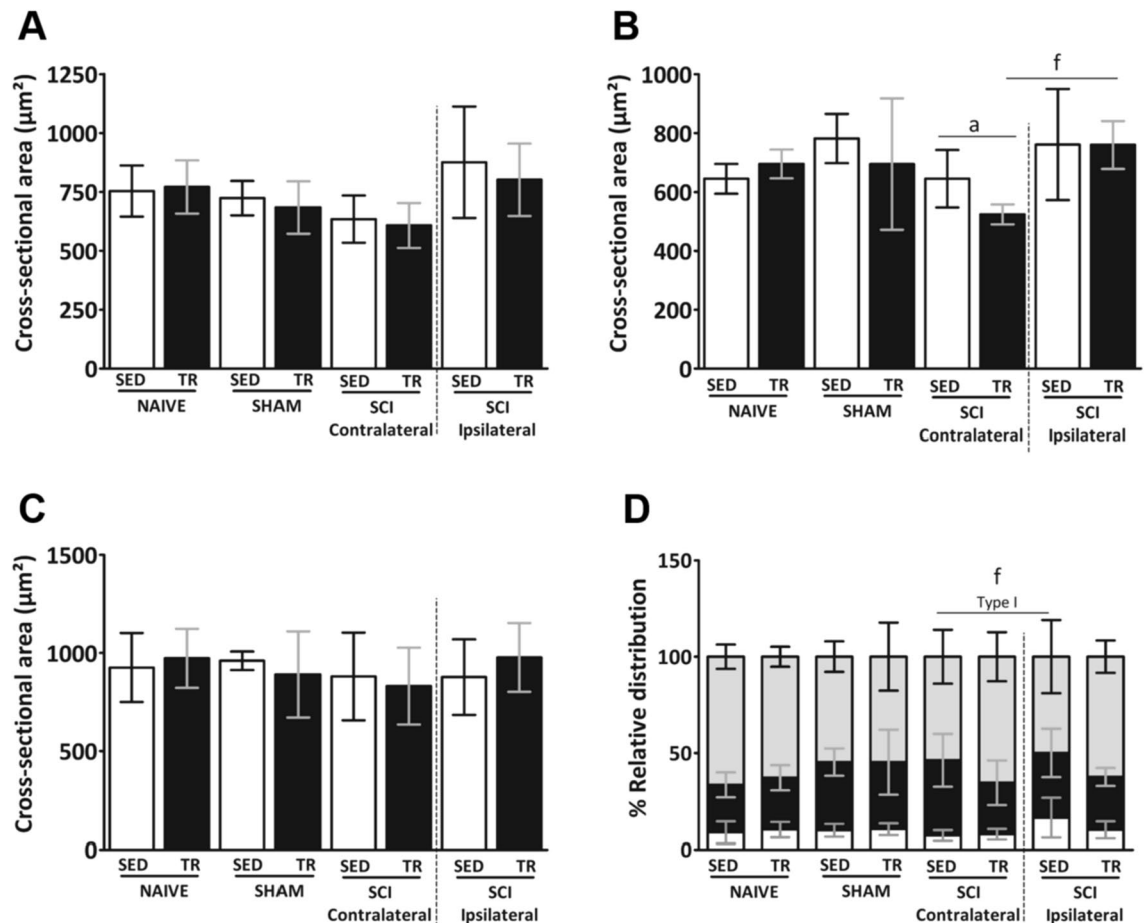 A
Cross-sectional area (µm²)
1250
1000
750
500
250
0
SED TR SED TR SED TR SED TR
NAIVE SHAM SCI SCI
Contralateral Ipsilateral
B
Cross-sectional area (µm²)
1000
800
600
400
200
0
f
a
SED TR SED TR SED TR SED TR
NAIVE SHAM SCI SCI
Contralateral Ipsilateral
C
Cross-sectional area (µm²)
1500
1000
500
0
SED TR SED TR SED TR SED TR
NAIVE SHAM SCI SCI
Contralateral Ipsilateral
D
% Relative distribution
150
100
50
0
f
Type I
SED TR SED TR SED TR SED TR
NAIVE SHAM SCI SCI
Contralateral Ipsilateral